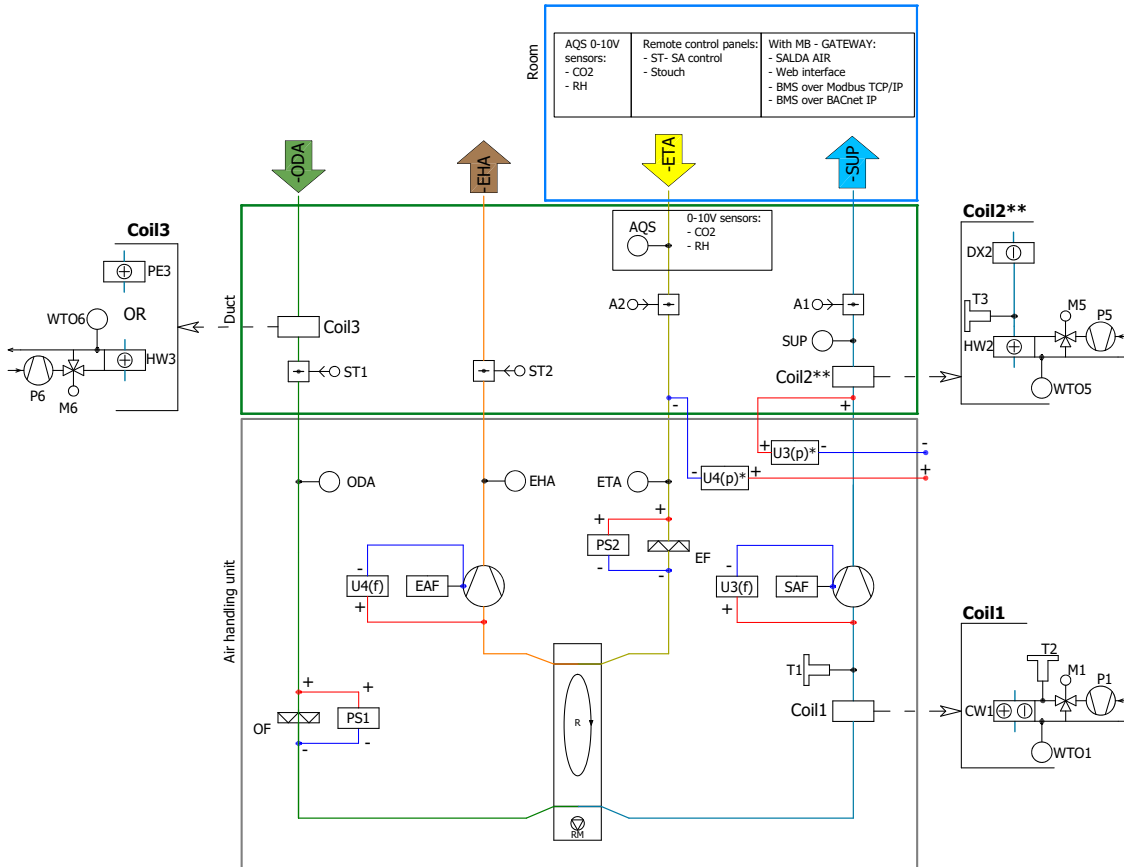 Room
AQS 0-10V
sensors:
- CO2
- RH
Remote control panels:
- ST- SA control
- Stouch
With MB - GATEWAY:
- SALDA AIR
- Web interface
- BMS over Modbus TCP/IP
- BMS over BACnet IP
-ODA
-EHA
-ETA
-SUP
Duct
AQS
0-10V sensors:
- CO2
- RH
A2
A1
SUP
Coil3
Coil2**
ST1
ST2
-
+
+ U3(p)* -
- U4(p)* +
-
+
Coil3
PE3
OR
WTO6
HW3
P6
M6
Coil2**
DX2
T3
M5
P5
HW2
WTO5
Air handling unit
ODA
EHA
ETA
+
+
PS2
EF
-
-
-
U4(f)
EAF
+
-
U3(f)
SAF
+
T1
Coil1
+
+
OF
PS1
-
-
R
RM
Coil1
T2
M1
P1
CW1
WTO1